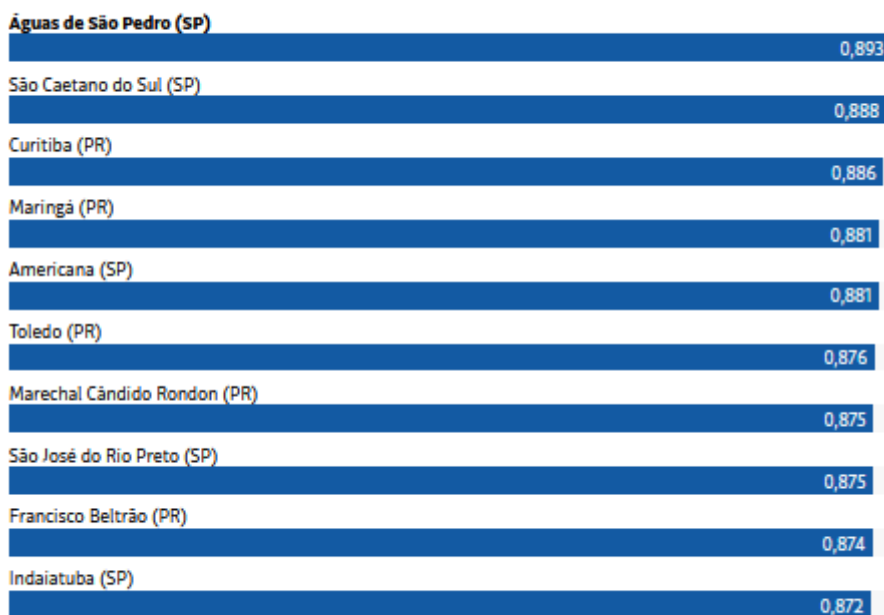 Águas de São Pedro (SP)
0,893
São Caetano do Sul (SP)
0,888
Curitiba (PR)
0,886
Maringá (PR)
0,881
Americana (SP)
0,881
Toledo (PR)
0,876
Marechal Cândido Rondon (PR)
0,875
São José do Rio Preto (SP)
0,875
Francisco Beltrão (PR)
0,874
Indaiatuba (SP)
0,872